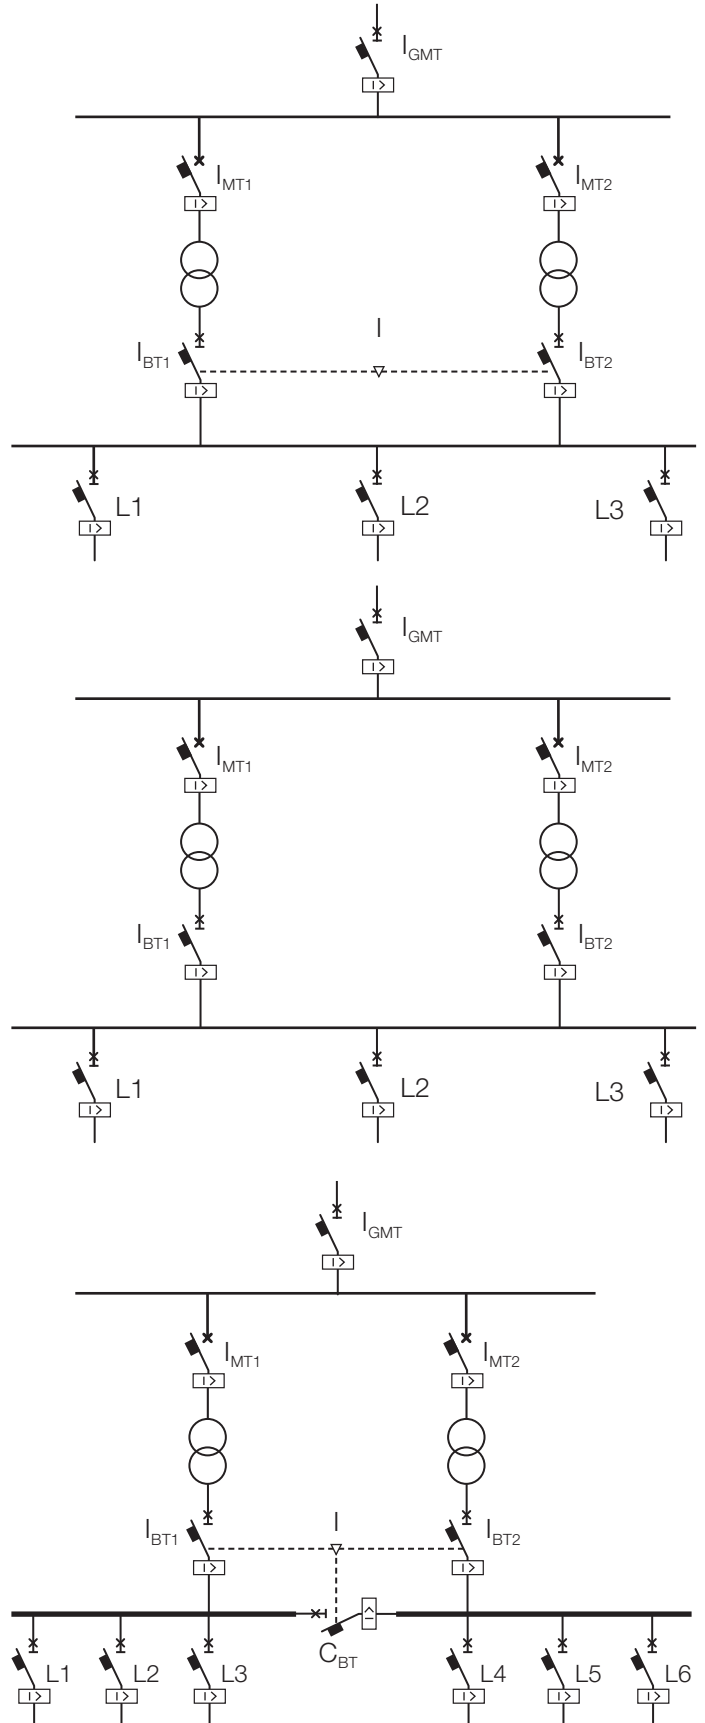 I_GMT
I_MT1 I_MT2
I> I>
I
I_BT1 I_BT2
I> I>
L1 L2 L3
I> I> I>
I_GMT
I>
I_MT1 I_MT2
I> I>
I_BT1 I_BT2
I> I>
L1 L2 L3
I> I> I>
I_GMT
I>
I_MT1 I_MT2
I> I>
I
I_BT1 I_BT2
I> I>
I>
C_BT
L1 L2 L3 L4 L5 L6
I> I> I> I> I> I>